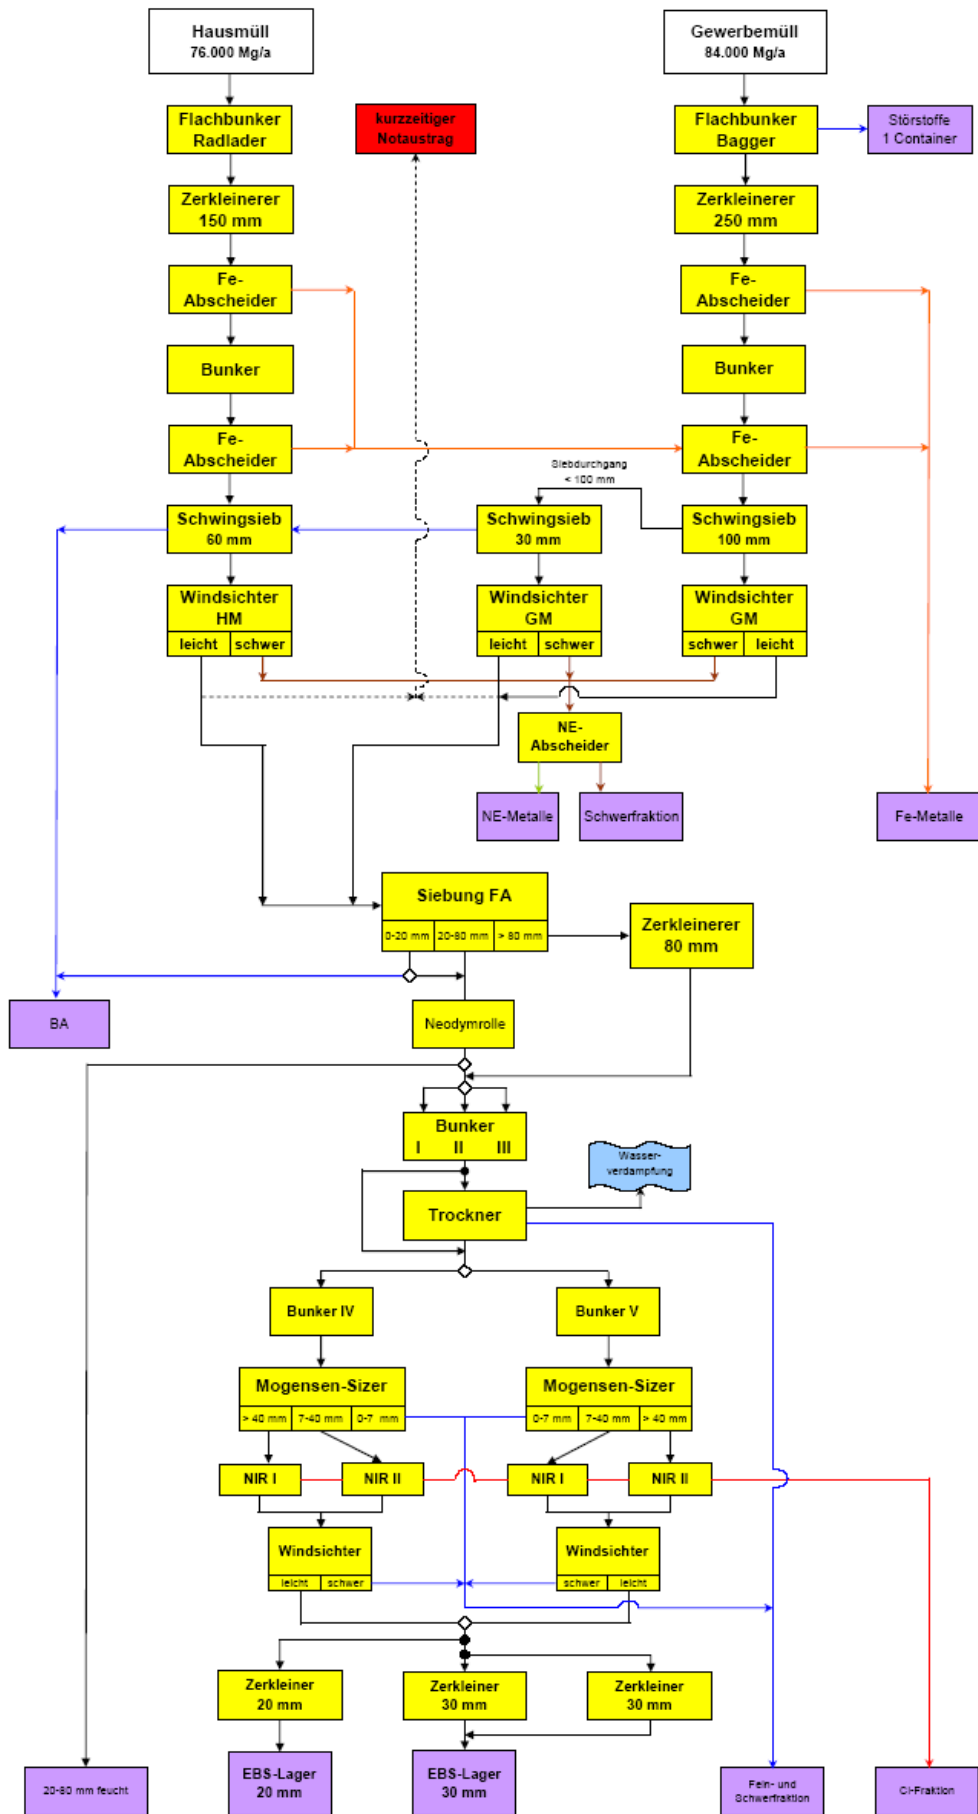 Hausmüll
76.000 Mg/a
Gewerbemüll
84.000 Mg/a
Flachbunker
Radlader
kurzzeitiger
Notaustrag
Flachbunker
Bagger
Störstoffe
1 Container
Zerkleinerer
150 mm
Zerkleinerer
250 mm
Fe-
Abscheider
Fe-
Abscheider
Bunker
Bunker
Fe-
Abscheider
Fe-
Abscheider
Siebdurchgang
< 100 mm
Schwingsieb
60 mm
Schwingsieb
30 mm
Schwingsieb
100 mm
Windsichter
HM
leicht schwer
Windsichter
GM
leicht schwer
Windsichter
GM
schwer leicht
NE-
Abscheider
NE-Metalle
Schwerfraktion
Fe-Metalle
Siebung FA
0-20 mm 20-80 mm > 80 mm
Zerkleinerer
80 mm
BA
Neodymrolle
Bunker
I II III
Wasser-
verdampfung
Trockner
Bunker IV
Bunker V
Mogensen-Sizer
> 40 mm 7-40 mm 0-7 mm
Mogensen-Sizer
0-7 mm 7-40 mm > 40 mm
NIR I
NIR II
NIR I
NIR II
Windsichter
leicht schwer
Windsichter
schwer leicht
Zerkleiner
20 mm
Zerkleiner
30 mm
Zerkleiner
30 mm
20-80 mm feucht
EBS-Lager
20 mm
EBS-Lager
30 mm
Fein- und
Schwerfraktion
Cl-Fraktion